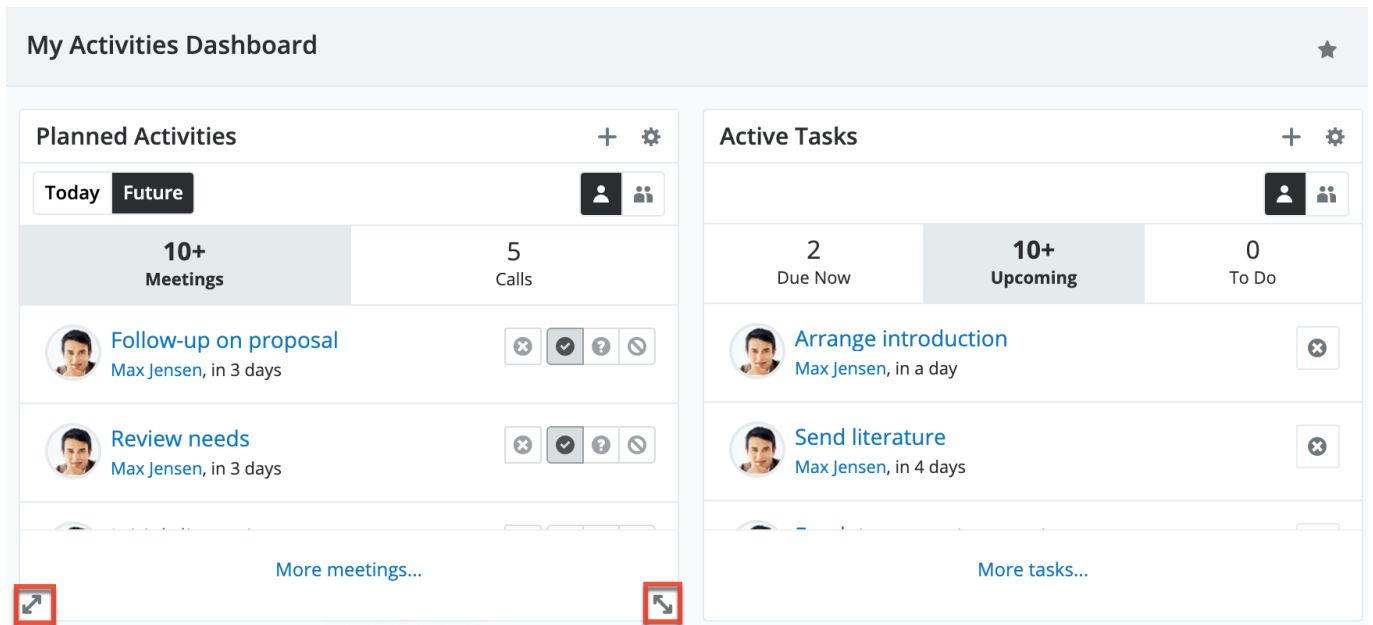 My Activities Dashboard
Planned Activities
Today Future
10+
Meetings
5
Calls
Follow-up on proposal
Max Jensen, in 3 days
Review needs
Max Jensen, in 3 days
More meetings...
Active Tasks
2
Due Now
10+
Upcoming
0
To Do
Arrange introduction
Max Jensen, in a day
Send literature
Max Jensen, in 4 days
More tasks...